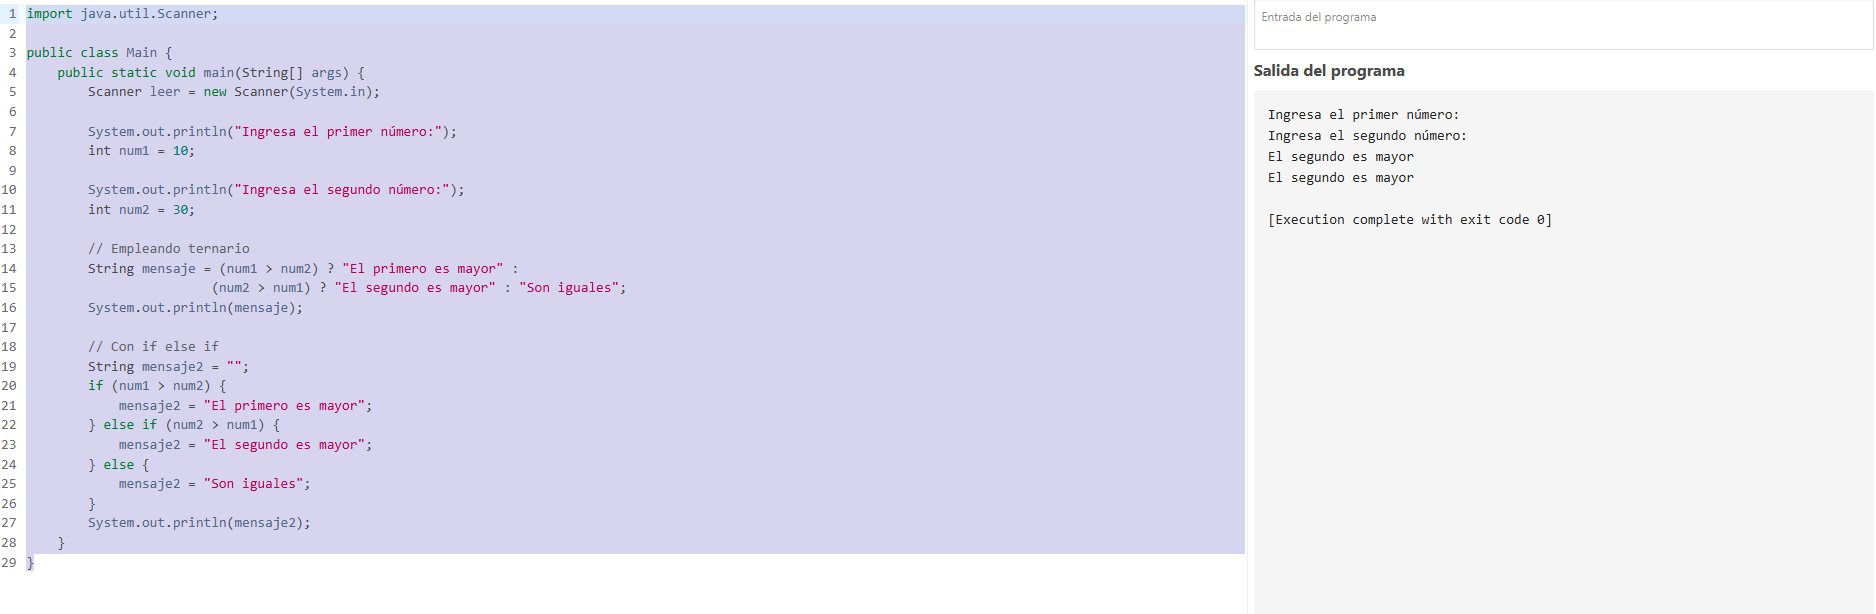 1 import java.util.Scanner;
2
3 public class Main {
4     public static void main(String[] args) {
5         Scanner leer = new Scanner(System.in);
6
7         System.out.println("Ingresa el primer número:");
8         int num1 = 10;
9
10         System.out.println("Ingresa el segundo número:");
11         int num2 = 30;
12
13         // Empleando ternario
14         String mensaje = (num1 > num2) ? "El primero es mayor" :
15                         (num2 > num1) ? "El segundo es mayor" : "Son iguales";
16         System.out.println(mensaje);
17
18         // Con if else if
19         String mensaje2 = "";
20         if (num1 > num2) {
21             mensaje2 = "El primero es mayor";
22         } else if (num2 > num1) {
23             mensaje2 = "El segundo es mayor";
24         } else {
25             mensaje2 = "Son iguales";
26         }
27         System.out.println(mensaje2);
28     }
29 }
Entrada del programa
Salida del programa
Ingresa el primer número:
Ingresa el segundo número:
El segundo es mayor
El segundo es mayor
[Execution complete with exit code 0]